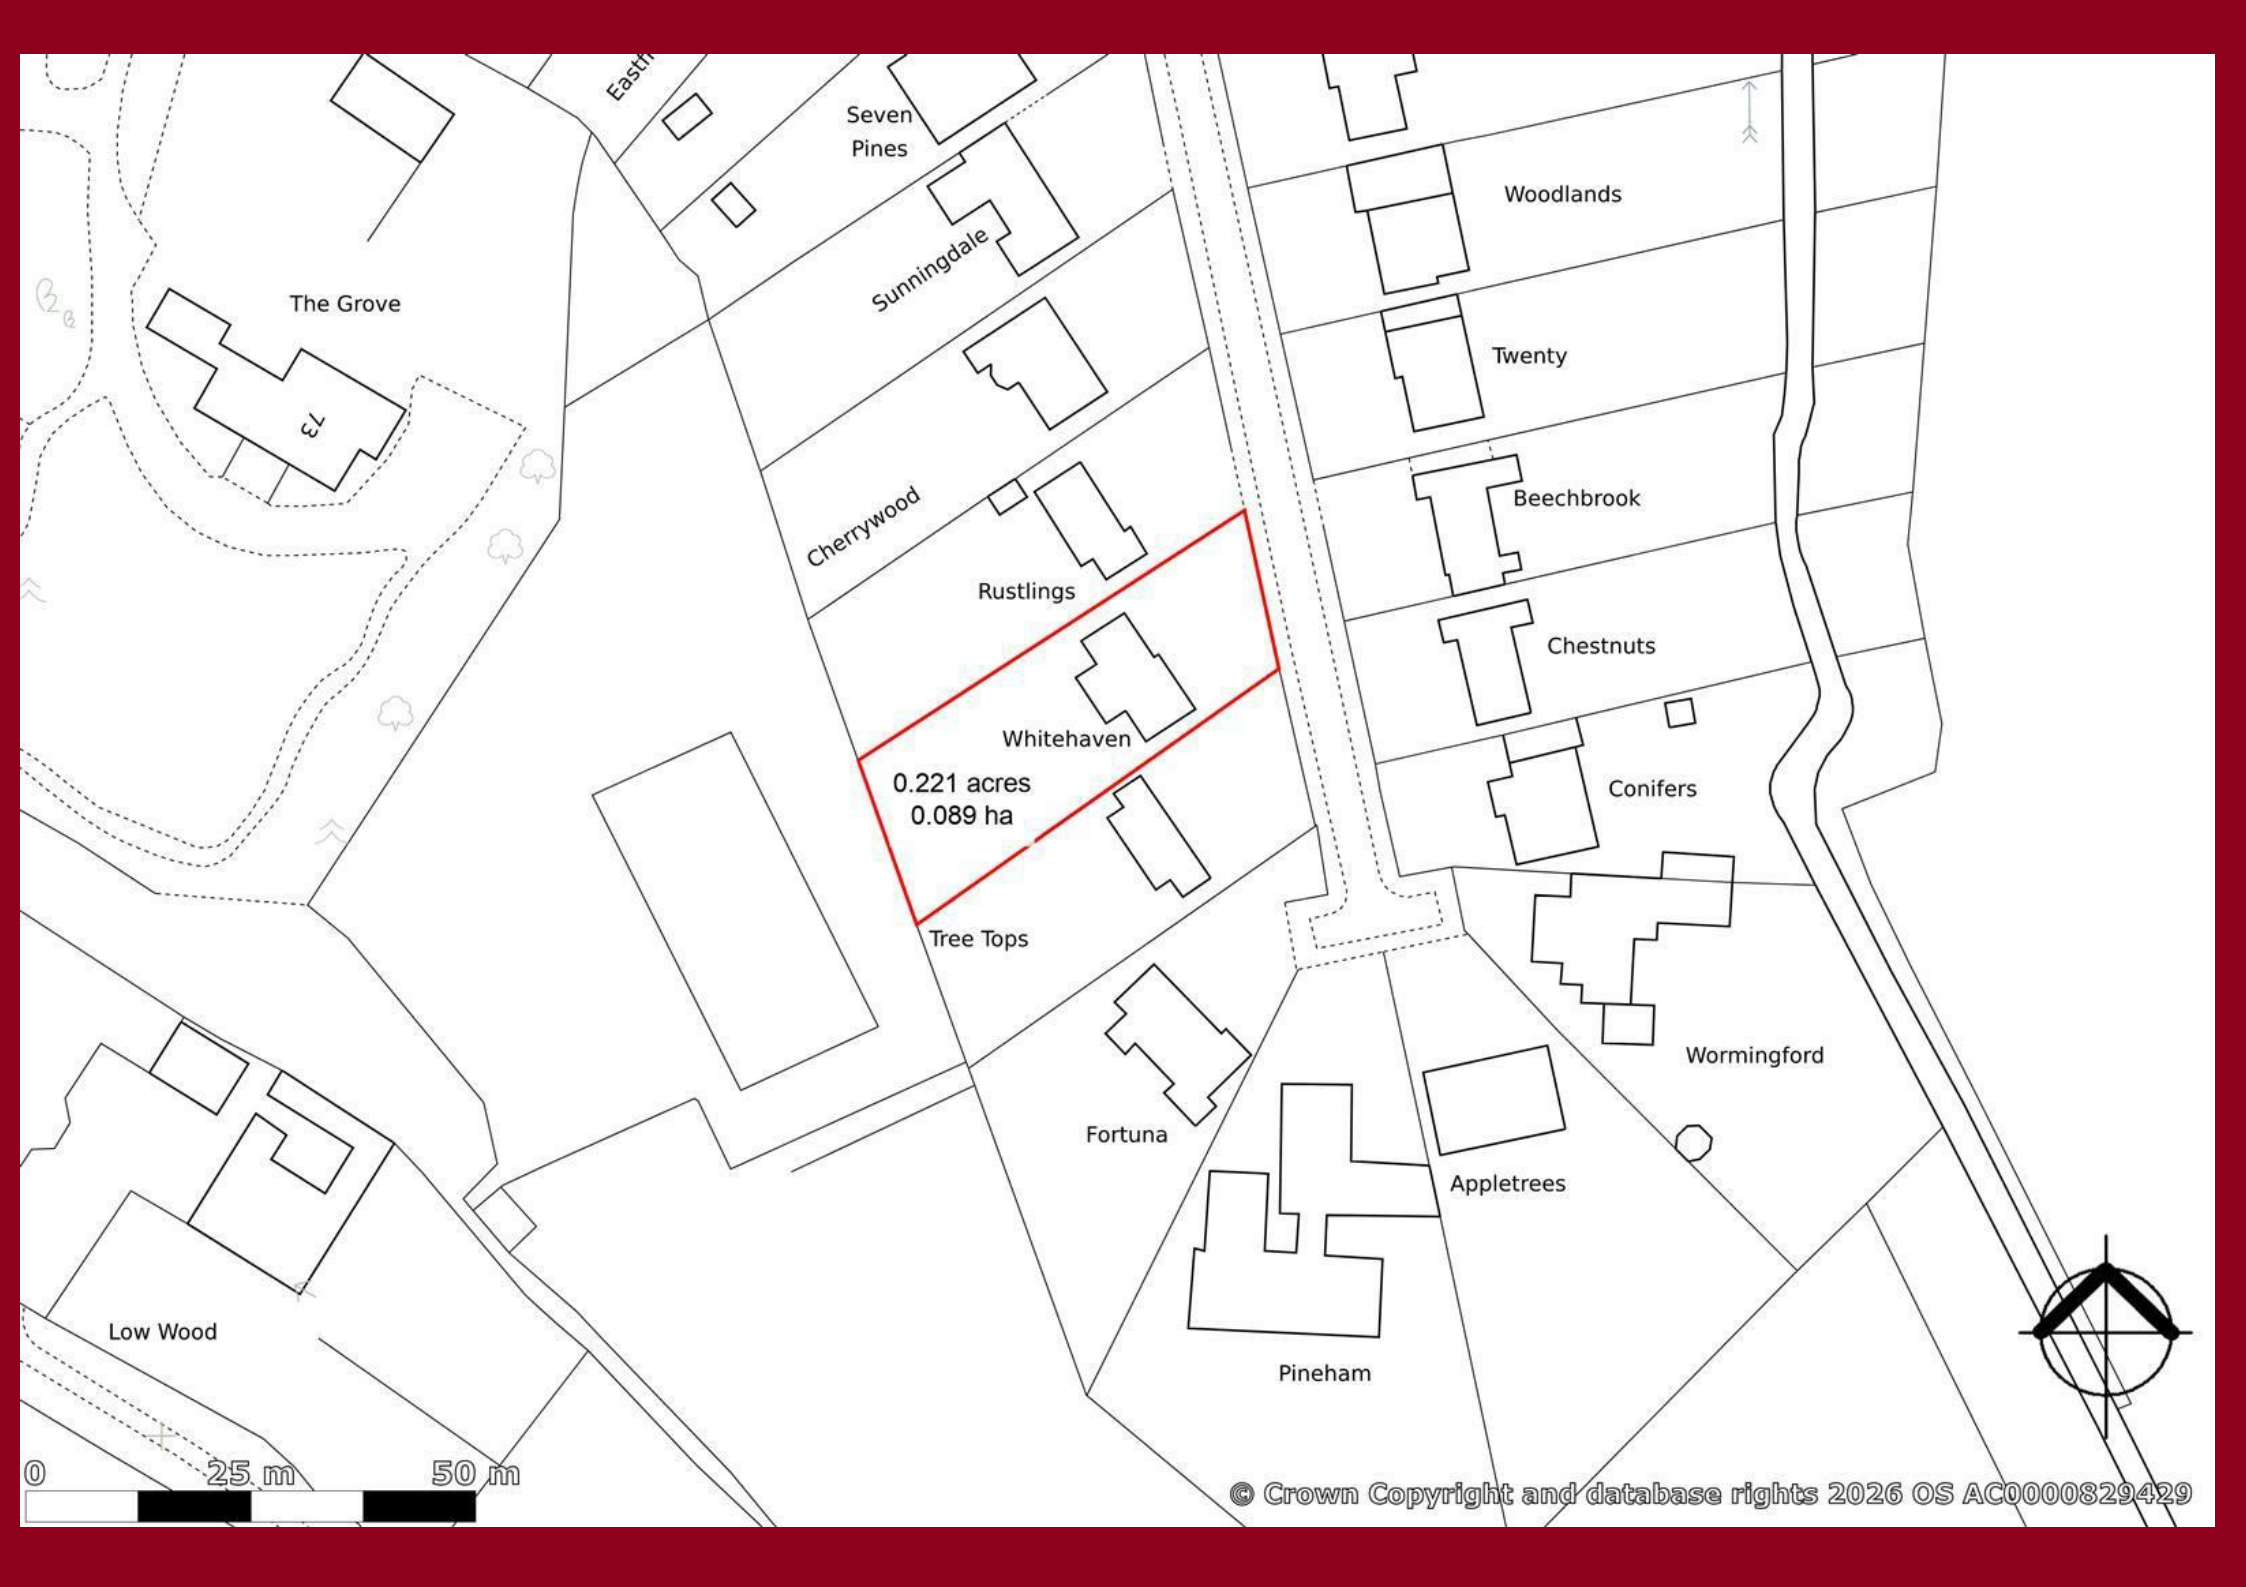 Seven
Pines
Woodlands
Sunningdale
The Grove
Twenty
73
Beechbrook
Cherrywood
Rustlings
Chestnuts
Whitehaven
0.221 acres
0.089 ha
Conifers
Tree Tops
Wormingford
Fortuna
Appletrees
Low Wood
Pineham
0 25 m 50 m
© Crown Copyright and database rights 2026 OS AC0000829429